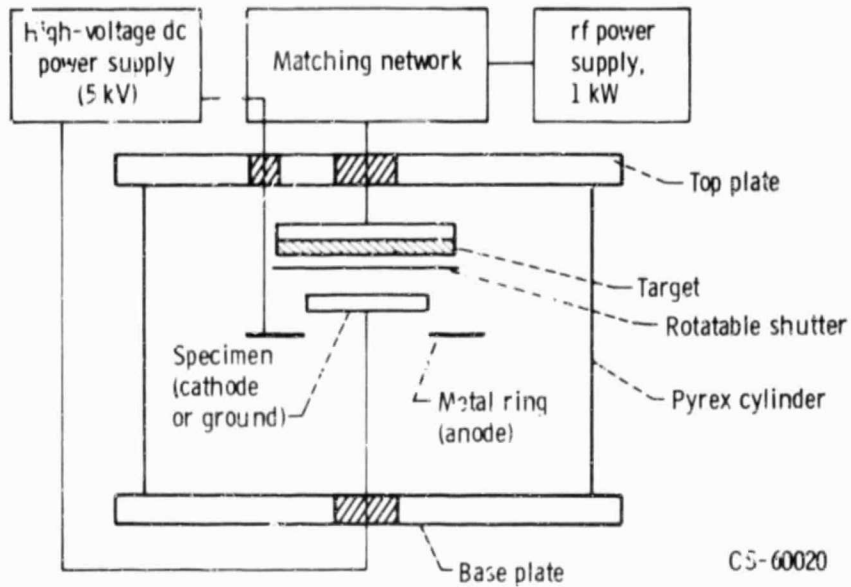 high-voltage dc
power supply
(5 kV)
Matching network
rf power
supply,
1 kW
Top plate
Target
Rotatable shutter
Specimen
(cathode
or ground)
Metal ring
(anode)
Pyrex cylinder
Base plate
CS-60020